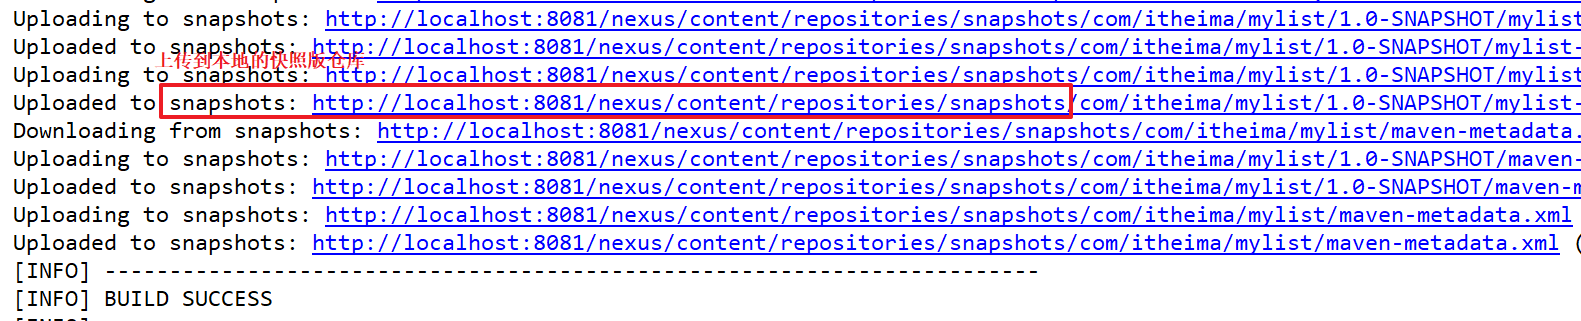 Uploading to snapshots: http://localhost:8081/nexus/content/repositories/snapshots/com/itheima/mylist/1.0-SNAPSHOT/mylist
Uploaded to snapshots: http://localhost:8081/nexus/content/repositories/snapshots/com/itheima/mylist/1.0-SNAPSHOT/mylist-
上传到本地的快照版仓库
Uploading to snapshots: http://localhost:8081/nexus/content/repositories/snapshots/com/itheima/mylist/1.0-SNAPSHOT/mylist
Uploaded to snapshots: http://localhost:8081/nexus/content/repositories/snapshots/com/itheima/mylist/1.0-SNAPSHOT/mylist-
Downloading from snapshots: http://localhost:8081/nexus/content/repositories/snapshots/com/itheima/mylist/maven-metadata.
Uploading to snapshots: http://localhost:8081/nexus/content/repositories/snapshots/com/itheima/mylist/1.0-SNAPSHOT/maven-
Uploaded to snapshots: http://localhost:8081/nexus/content/repositories/snapshots/com/itheima/mylist/1.0-SNAPSHOT/maven-m
Uploading to snapshots: http://localhost:8081/nexus/content/repositories/snapshots/com/itheima/mylist/maven-metadata.xml
Uploaded to snapshots: http://localhost:8081/nexus/content/repositories/snapshots/com/itheima/mylist/maven-metadata.xml (
[INFO] ------------------------------------------------------------------------
[INFO] BUILD SUCCESS